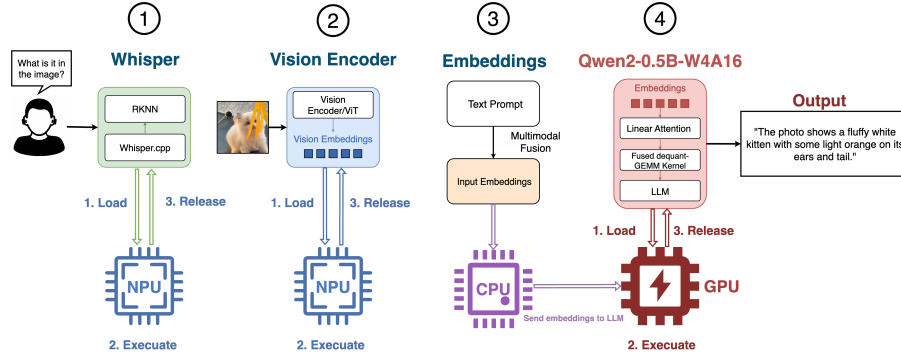 1
2
3
4
Whisper
Vision Encoder
Embeddings
Qwen2-0.5B-W4A16
What is it in
the image?
RKNN
Whisper.cpp
Vision
Encoder/ViT
Vision Embeddings
Text Prompt
Multimodal
Fusion
Input Embeddings
Embeddings
Linear Attention
Fused dequant-
GEMM Kernel
LLM
Output
"The photo shows a fluffy white
kitten with some light orange on its
ears and tail."
1. Load
3. Release
1. Load
3. Release
1. Load
3. Release
NPU
NPU
CPU
GPU
Send embeddings to LLM
2. Execuate
2. Execuate
2. Execuate